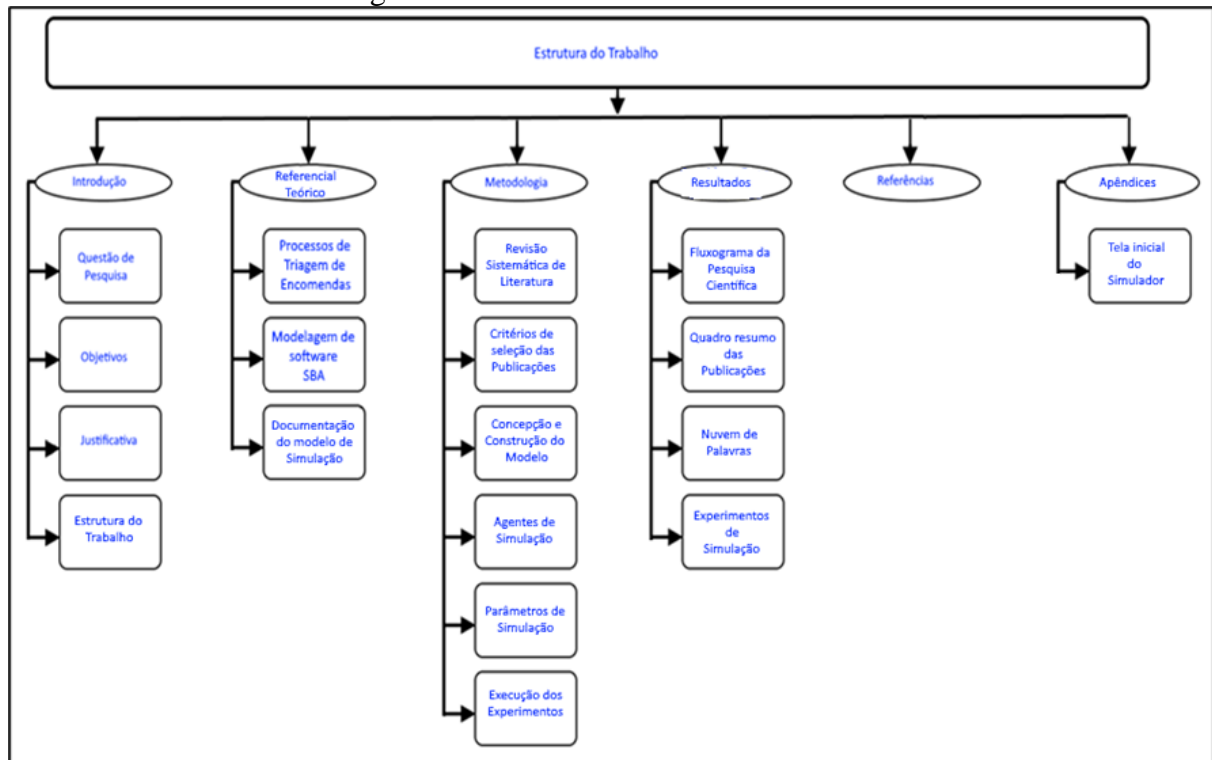 Estrutura do Trabalho
Introdução
Questão de
Pesquisa
Objetivos
Justificativa
Estrutura do
Trabalho
Referencial
Teórico
Processos de
Triagem de
Encomendas
Modelagem de
software
SBA
Documentação
do modelo de
Simulação
Metodologia
Revisão
Sistemática de
Literatura
Critérios de
seleção das
Publicações
Concepção e
Construção do
Modelo
Agentes de
Simulação
Parâmetros de
Simulação
Execução dos
Experimentos
Resultados
Fluxograma da
Pesquisa
Científica
Quadro resumo
das
Publicações
Nuvem de
Palavras
Experimentos
de
Simulação
Referências
Apêndices
Tela inicial
do
Simulador